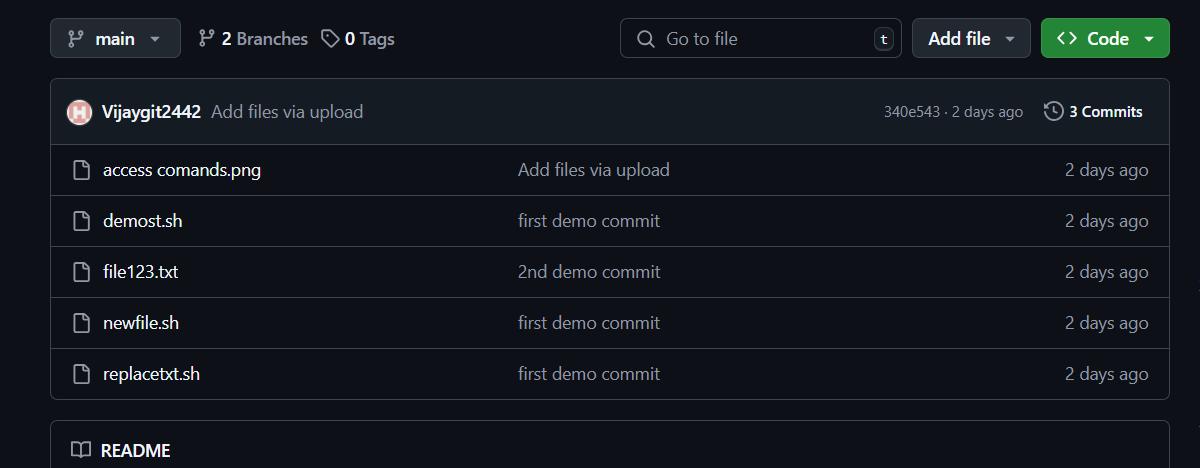 main 2 Branches 0 Tags Go to file t Add file Code
Vijaygit2442 Add files via upload 340e543 · 2 days ago 3 Commits
access comands.png Add files via upload 2 days ago
demost.sh first demo commit 2 days ago
file123.txt 2nd demo commit 2 days ago
newfile.sh first demo commit 2 days ago
replacetxt.sh first demo commit 2 days ago
README